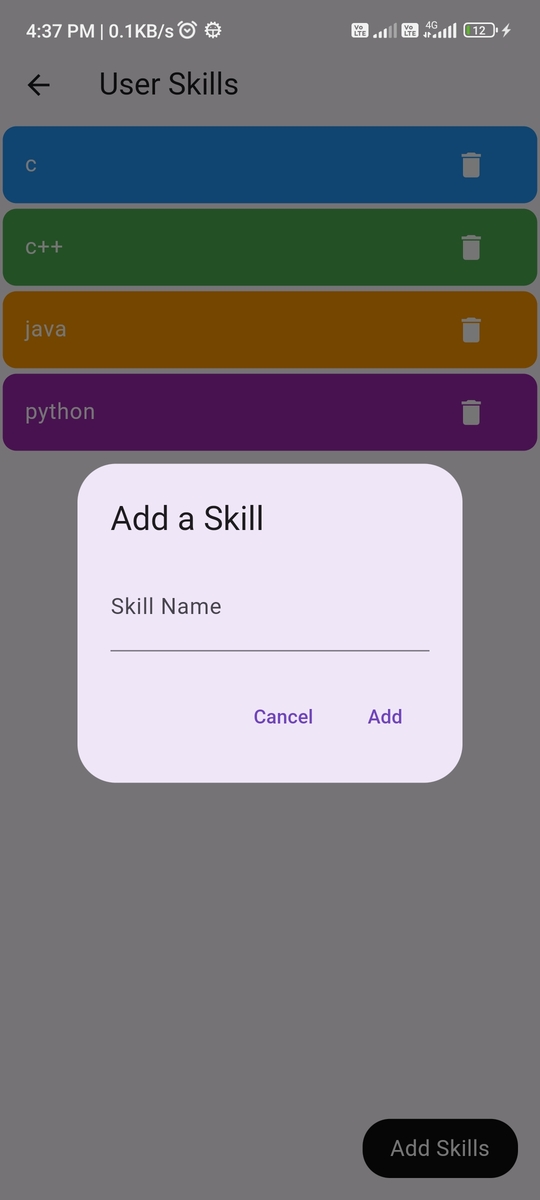 4:37 PM | 0.1KB/s
Vo LTE
Vo LTE
4G
12
User Skills
c
c++
java
python
Add a Skill
Skill Name
Cancel Add
Add Skills